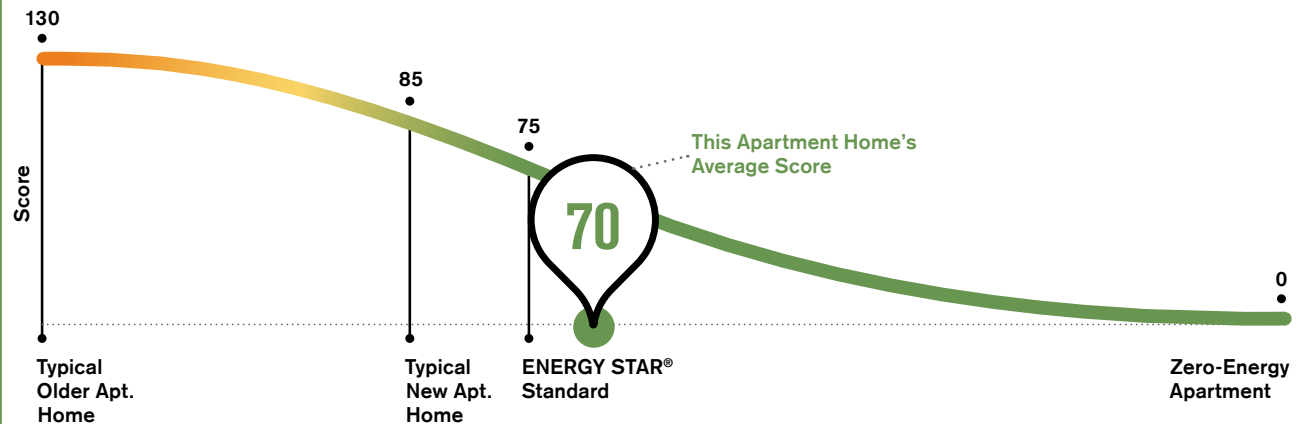 130
85
75
This Apartment Home's
Average Score
70
0
Score
Typical
Older Apt.
Home
Typical
New Apt.
Home
ENERGY STAR®
Standard
Zero-Energy
Apartment